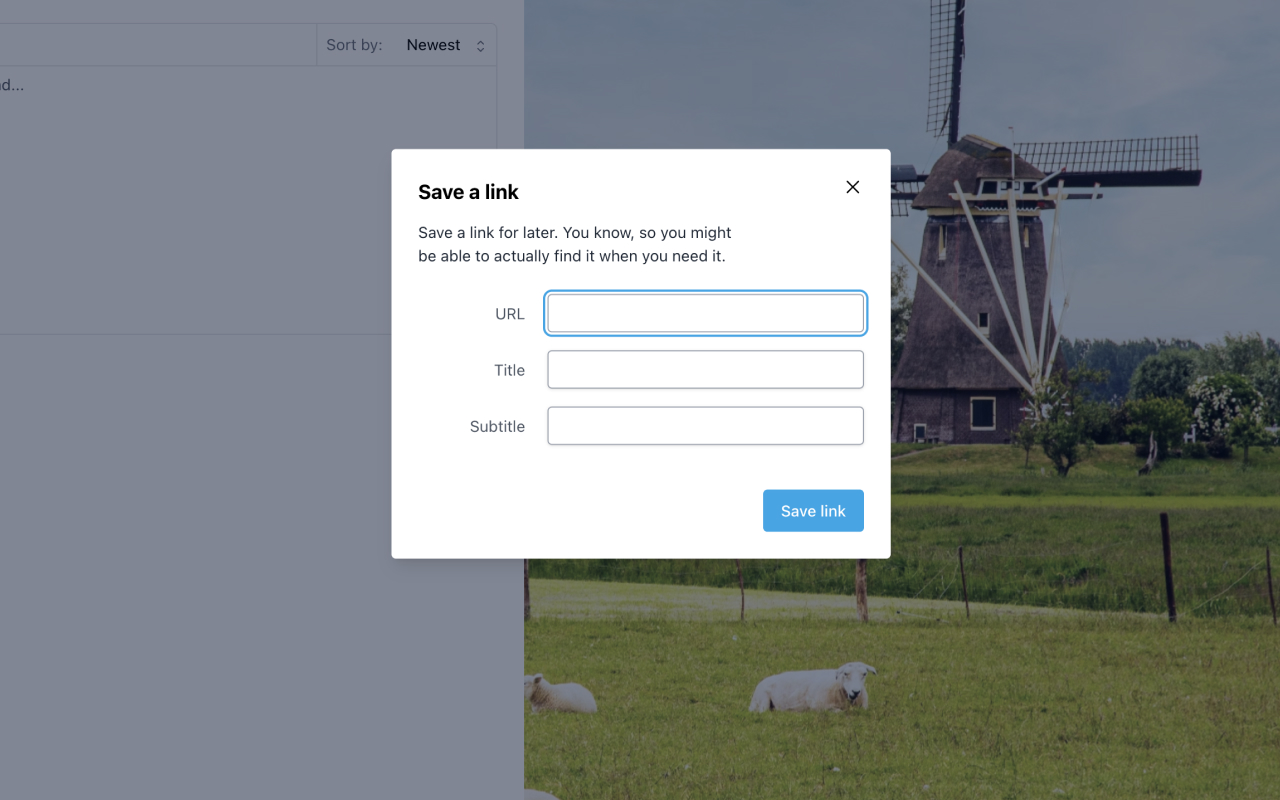 Sort by: Newest
d...
Save a link
Save a link for later. You know, so you might
be able to actually find it when you need it.
URL
Title
Subtitle
Save link